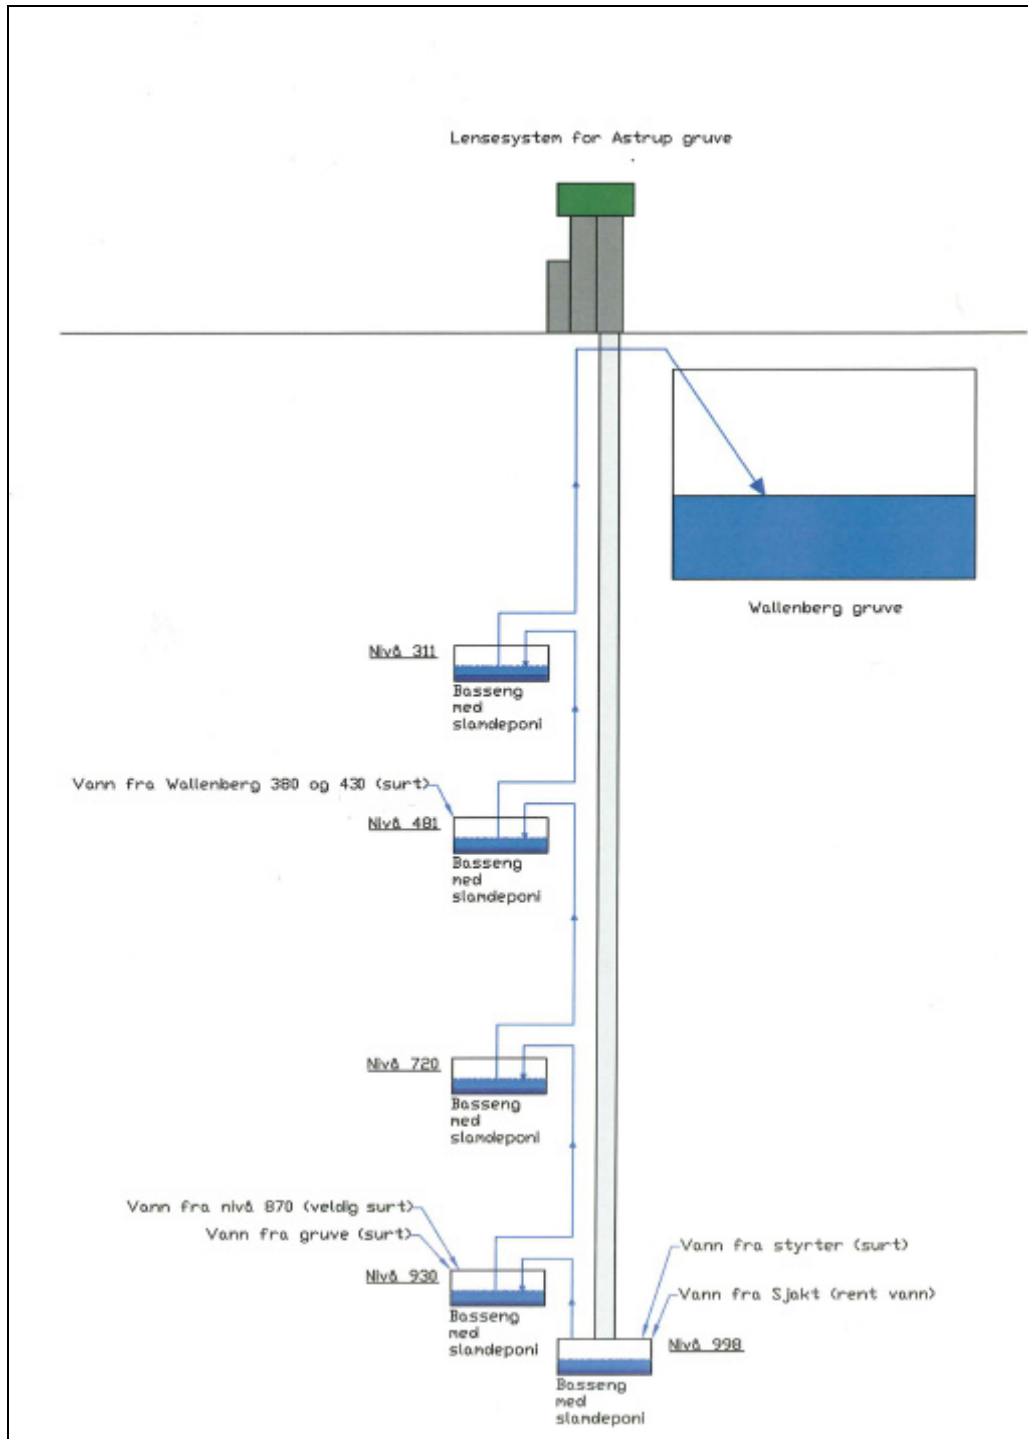 Lensesystem for Astrup gruve
Wallenberg gruve
Nivå 311
Basseng
med
slamdeponi
Vann fra Wallenberg 380 og 430 (surt)
Nivå 481
Basseng
med
slamdeponi
Nivå 720
Basseng
med
slamdeponi
Vann fra nivå 870 (veldig surt)
Vann fra gruve (surt)
Nivå 930
Basseng
med
slamdeponi
Vann fra styrter (surt)
Vann fra Sjakt (rent vann)
Nivå 998
Basseng
med
slamdeponi